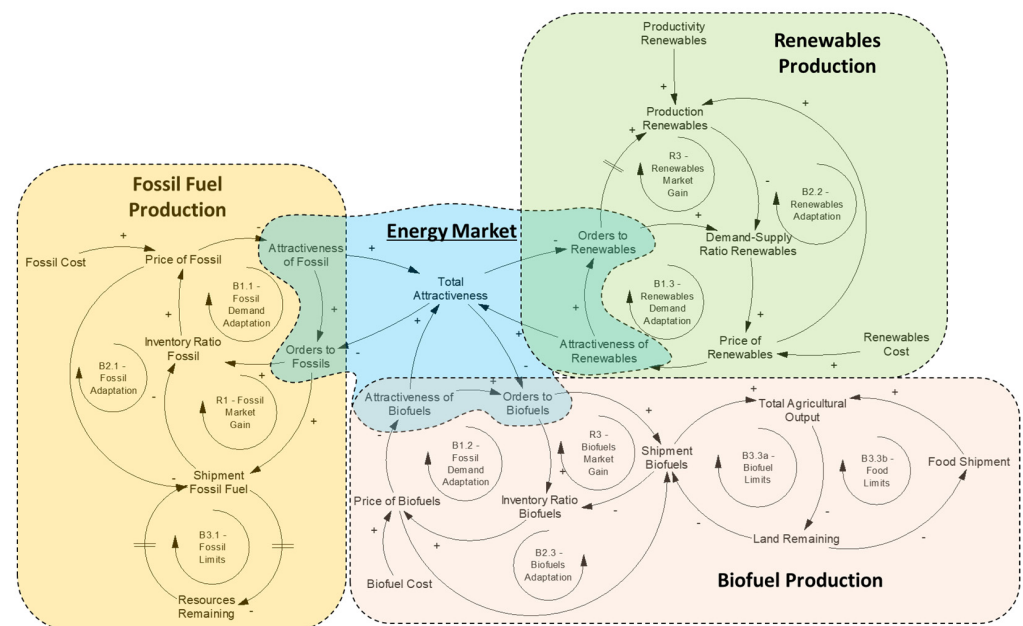 Renewables
Production
Productivity
Renewables
+
+
Production
Renewables
+
R3 -
Renewables
Market
Gain
-
B2.2 -
Renewables
Adaptation
Fossil Fuel
Production
Energy Market
Fossil Cost
+
Price of Fossil
-
Attractiveness
of Fossil
+
-
Orders to
Renewables
+
Demand-Supply
Ratio Renewables
Total
Attractiveness
B1.1 -
Fossil
Demand
Adaptation
+
+
B1.3 -
Renewables
Demand
Adaptation
+
+
Inventory Ratio
Fossil
Orders to
Fossils
-
+
+
Attractiveness of
Renewables
Price of
Renewables
Renewables
Cost
+
+
-
B2.1 -
Fossil
Adaptation
-
R1 - Fossil
Market
Gain
+
Attractiveness of
Biofuels
+
Orders to
Biofuels
-
B1.2 -
Fossil
Demand
Adaptation
R3 -
Biofuels
Market
Gain
+
Shipment
Biofuels
+
Total Agricultural
Output
+
B3.3a -
Biofuel
Limits
B3.3b -
Food
Limits
Food Shipment
-
Shipment
Fossil Fuel
Price of Biofuels
+
Inventory Ratio
Biofuels
-
-
-
Land Remaining
-
B3.1 -
Fossil
Limits
+
+
B2.3 -
Biofuels
Adaptation
+
Biofuel Cost
Biofuel Production
Resources
Remaining
-